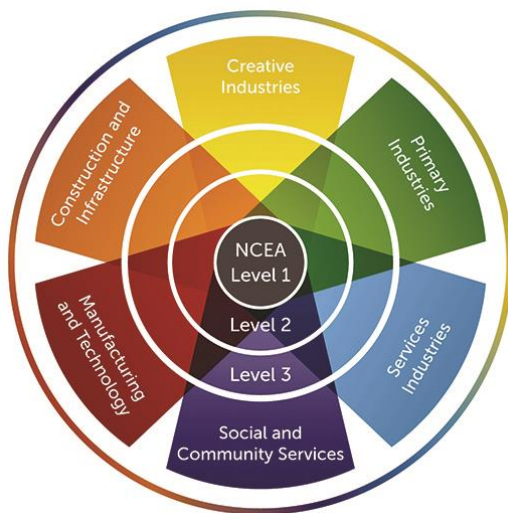 Creative
Industries
Primary
Industries
Services
Industries
Social and
Community Services
Manufacturing
and Technology
Construction and
Infrastructure
NCEA
Level 1
Level 2
Level 3